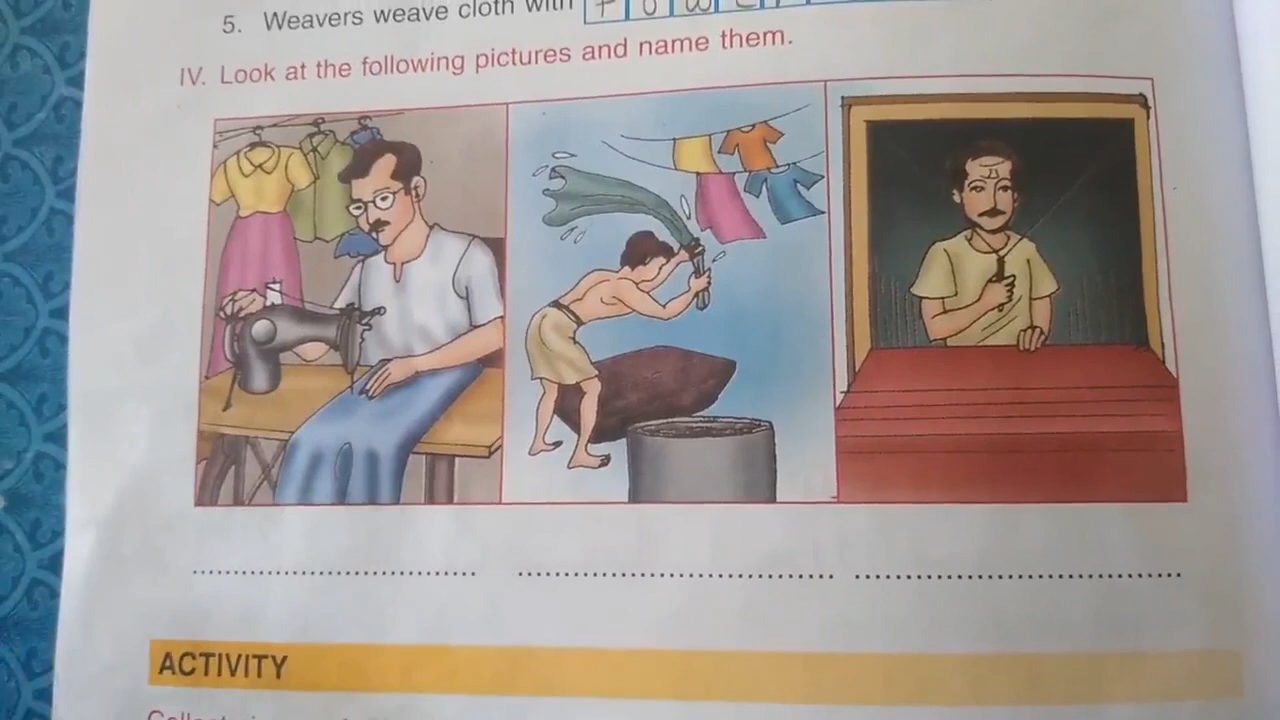 5. Weavers weave cloth with
IV. Look at the following pictures and name them.
ACTIVITY